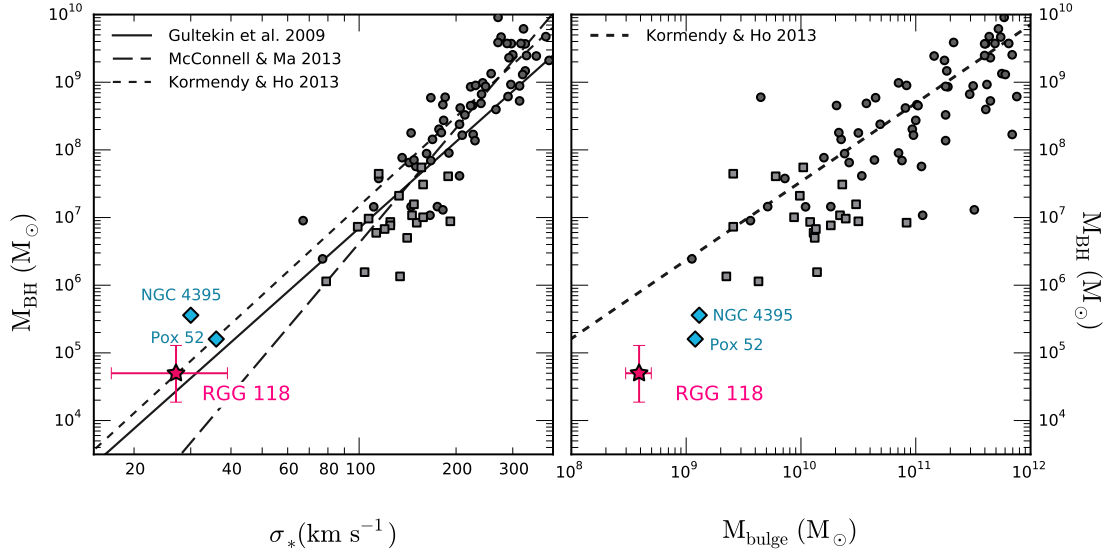 10^10
10^9
10^8
10^7
10^6
10^5
10^4
M_BH (M_⊙)
Gultekin et al. 2009
McConnell & Ma 2013
Kormendy & Ho 2013
NGC 4395
Pox 52
RGG 118
20 40 60 80 100 200 300
σ_*(km s^−1)
Kormendy & Ho 2013
NGC 4395
Pox 52
RGG 118
10^8 10^9 10^10 10^11 10^12
M_bulge (M_⊙)
10^10
10^9
10^8
10^7
10^6
10^5
10^4
M_BH (M_⊙)